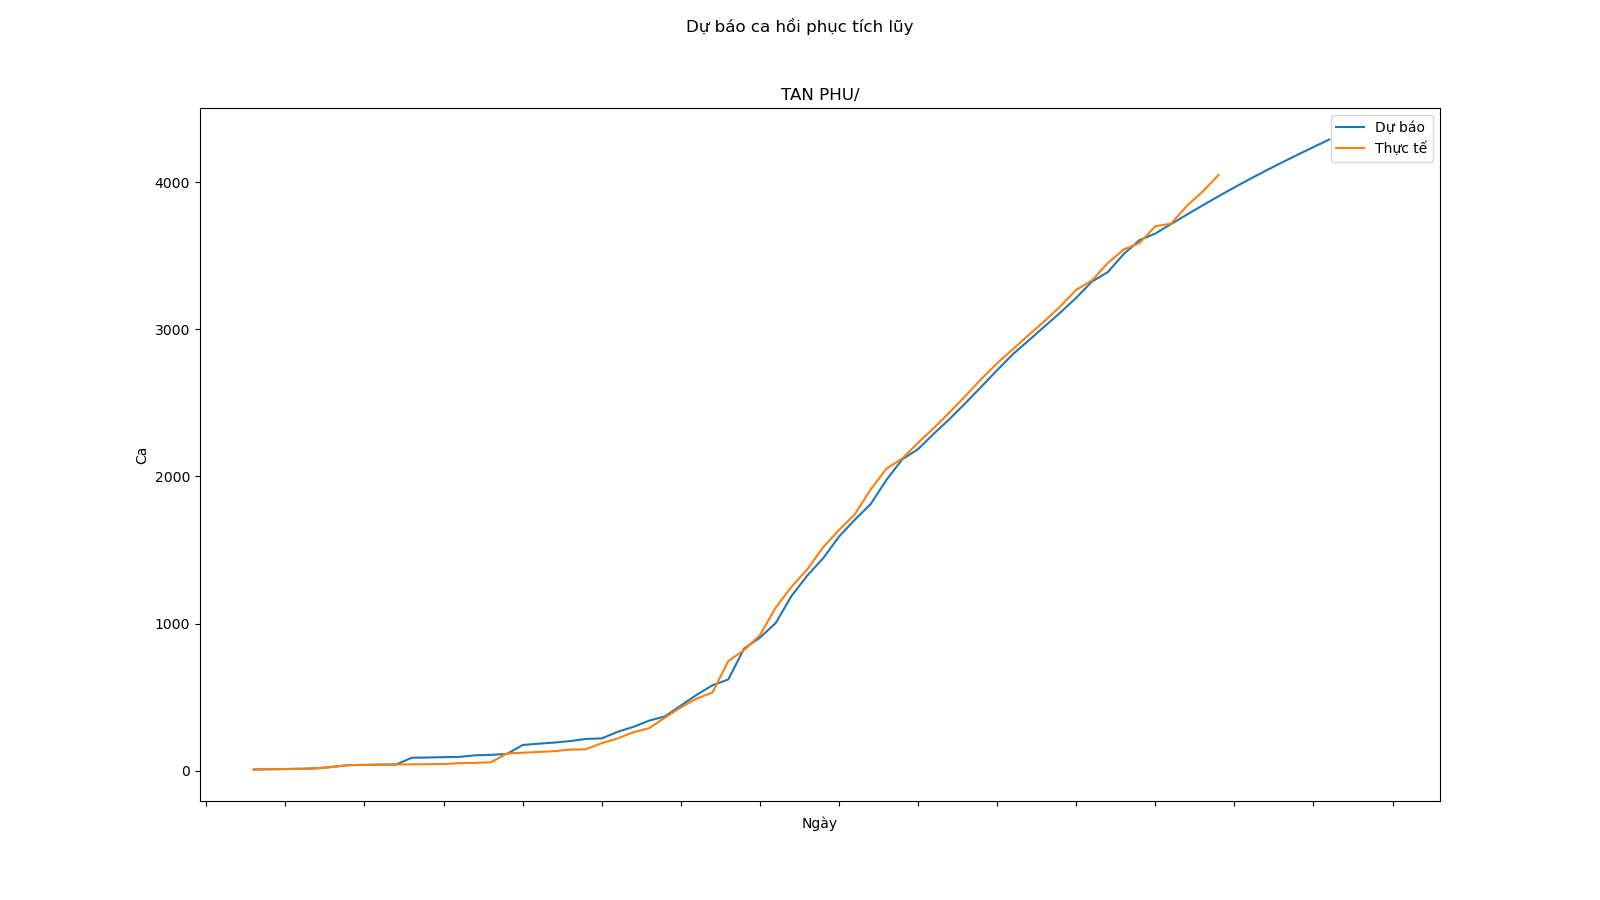 Dự báo ca hồi phục tích lũy
TAN PHU/
Dự báo
Thực tế
4000
3000
2000
1000
0
Ca
Ngày